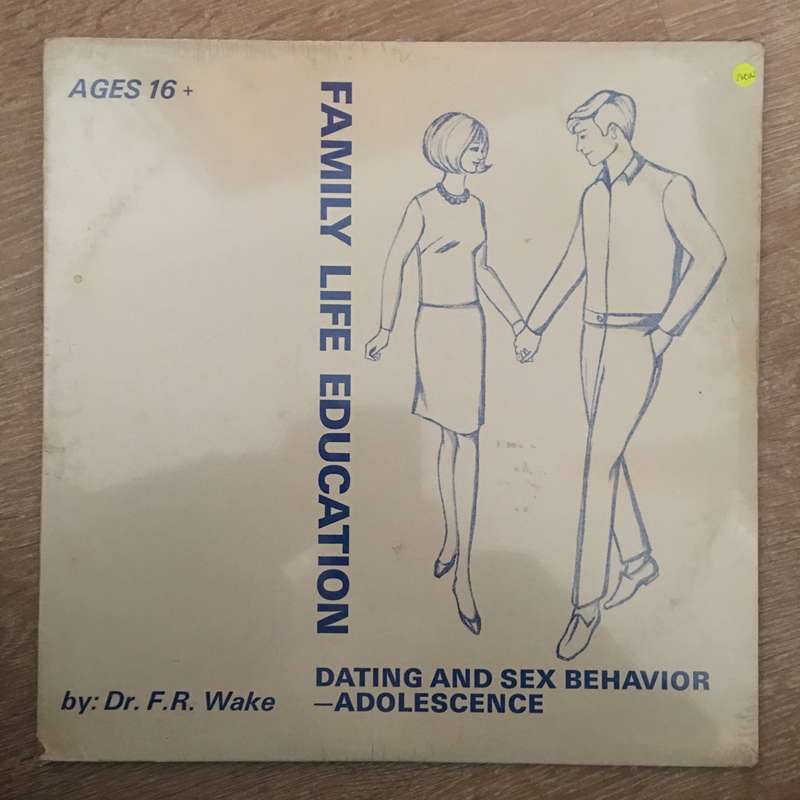 AGES 16 +
FAMILY LIFE EDUCATION
DATING AND SEX BEHAVIOR
—ADOLESCENCE
by: Dr. F.R. Wake